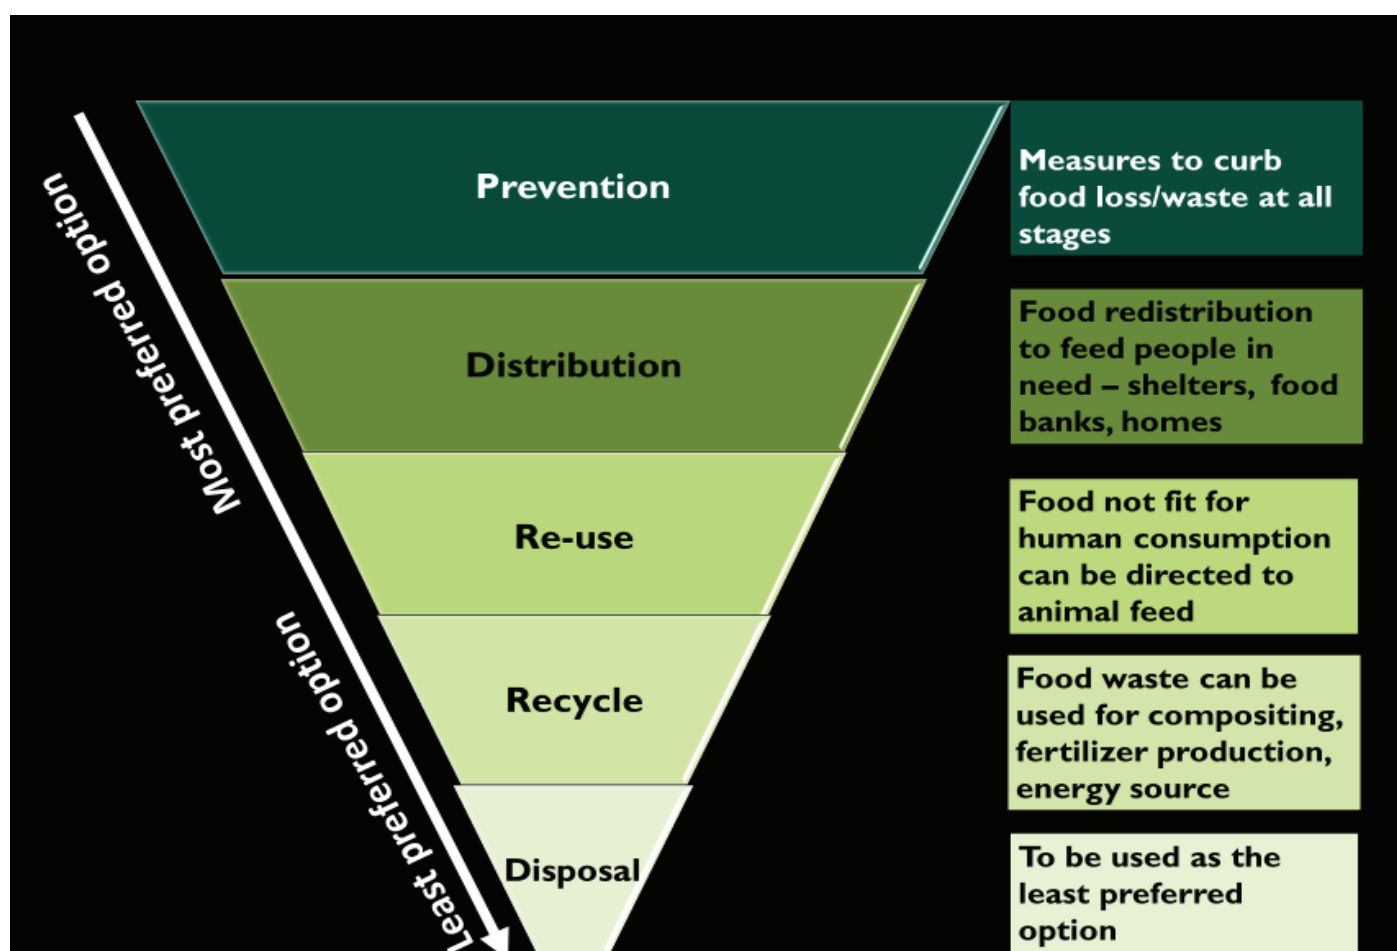 Most preferred option
Least preferred option
Prevention
Measures to curb
food loss/waste at all
stages
Distribution
Food redistribution
to feed people in
need – shelters, food
banks, homes
Re-use
Food not fit for
human consumption
can be directed to
animal feed
Recycle
Food waste can be
used for compositing,
fertilizer production,
energy source
Disposal
To be used as the
least preferred
option